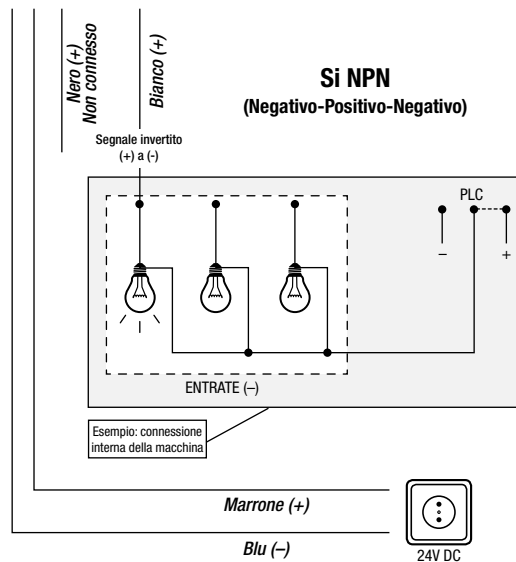 Nero (+)
Non connesso
Bianco (+)
Si NPN
(Negativo-Positivo-Negativo)
Segnale invertito
(+) a (-)
PLC
–
+
ENTRATE (–)
Esempio: connessione
interna della macchina
Marrone (+)
Blu (–)
24V DC